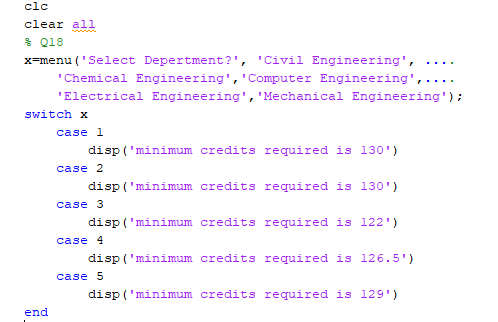 clc
clear all
% Q18
x=menu('Select Depertment?', 'Civil Engineering', ....
'Chemical Engineering','Computer Engineering',....
'Electrical Engineering','Mechanical Engineering');
switch x
case 1
disp('minimum credits required is 130')
case 2
disp('minimum credits required is 130')
case 3
disp('minimum credits required is 122')
case 4
disp('minimum credits required is 126.5')
case 5
disp('minimum credits required is 129')
end